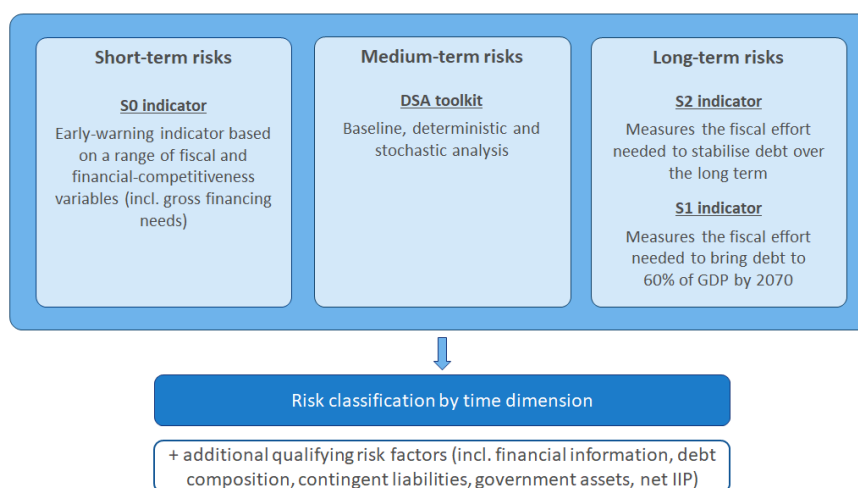 Short-term risks
S0 indicator
Early-warning indicator based
on a range of fiscal and
financial-competitiveness
variables (incl. gross financing
needs)
Medium-term risks
DSA toolkit
Baseline, deterministic and
stochastic analysis
Long-term risks
S2 indicator
Measures the fiscal effort
needed to stabilise debt over
the long term
S1 indicator
Measures the fiscal effort
needed to bring debt to
60% of GDP by 2070
Risk classification by time dimension
+ additional qualifying risk factors (incl. financial information, debt
composition, contingent liabilities, government assets, net IIP)